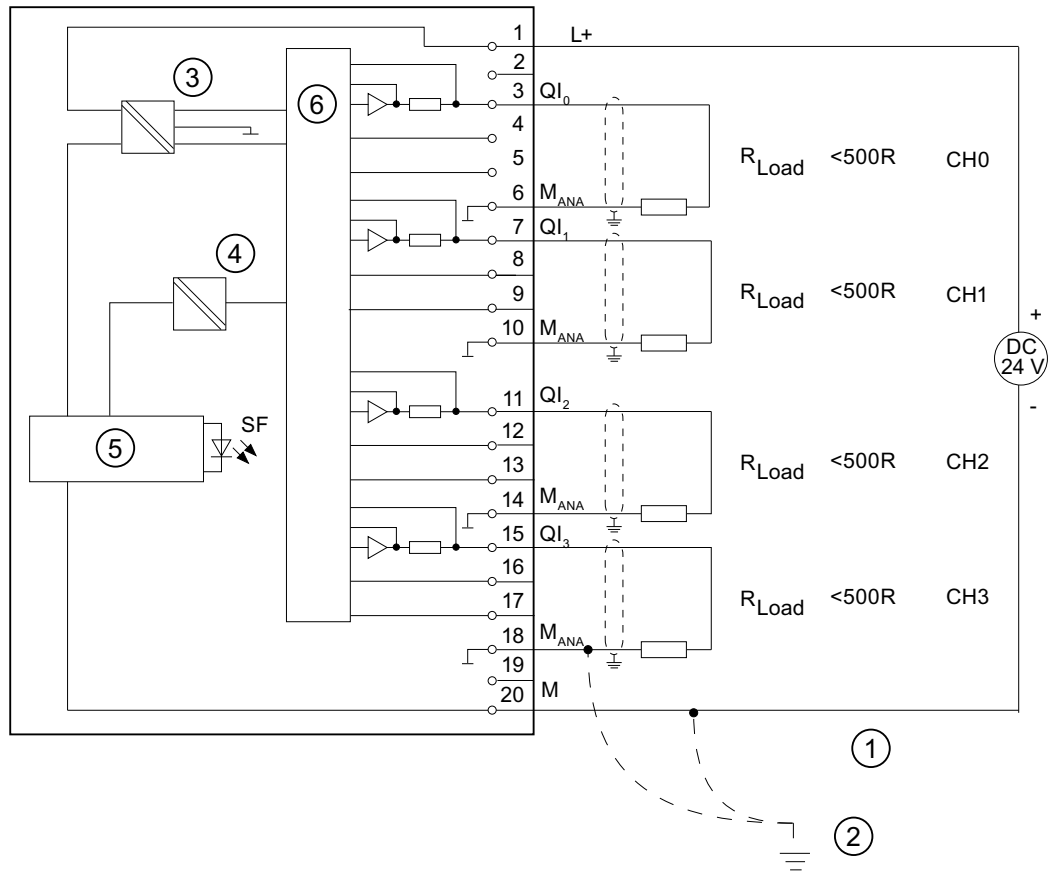 1 L+
2
③
3 QI0
⑥
4
5
RLoad <500R CH0
6 MANA
7 QI1
④
8
9
RLoad <500R CH1
10 MANA
+
DC
24 V
-
11 QI2
SF
⑤
12
13
RLoad <500R CH2
14 MANA
15 QI3
16
17
RLoad <500R CH3
18 MANA
19
20 M
①
②